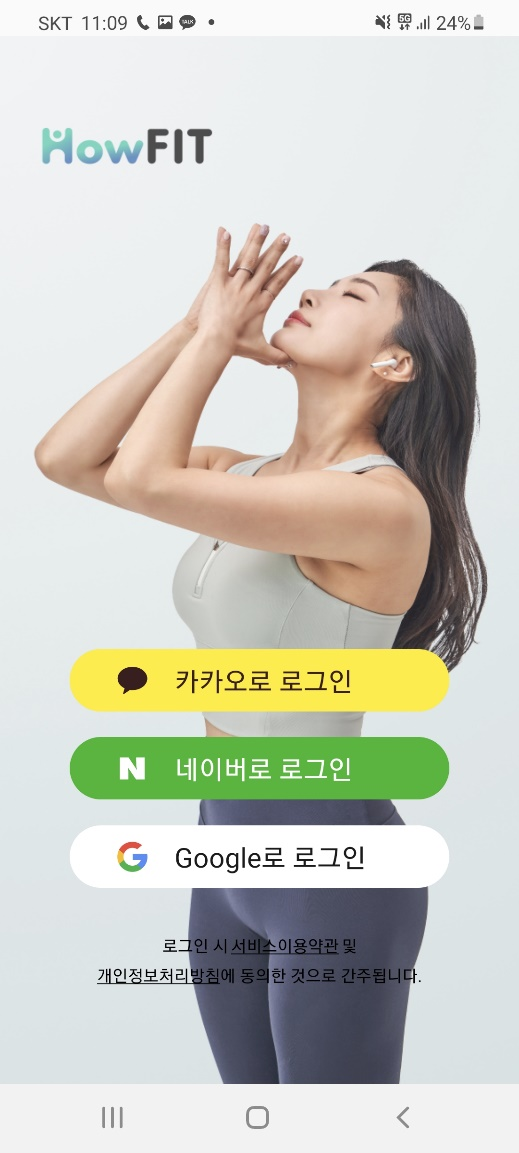 SKT 11:09 TALK 5G 24%
HowFIT
카카오로 로그인
N 네이버로 로그인
G Google로 로그인
로그인 시 서비스이용약관 및
개인정보처리방침에 동의한 것으로 간주됩니다.